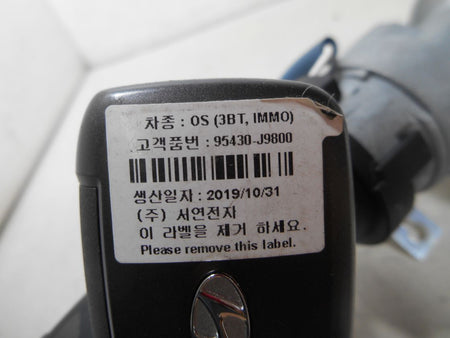 차종 : OS (3BT, IMMO)
고객품번 : 95430-J9800
생산일자 : 2019/10/31
(주) 서연전자
이 라벨을 제거 하세요.
Please remove this label.